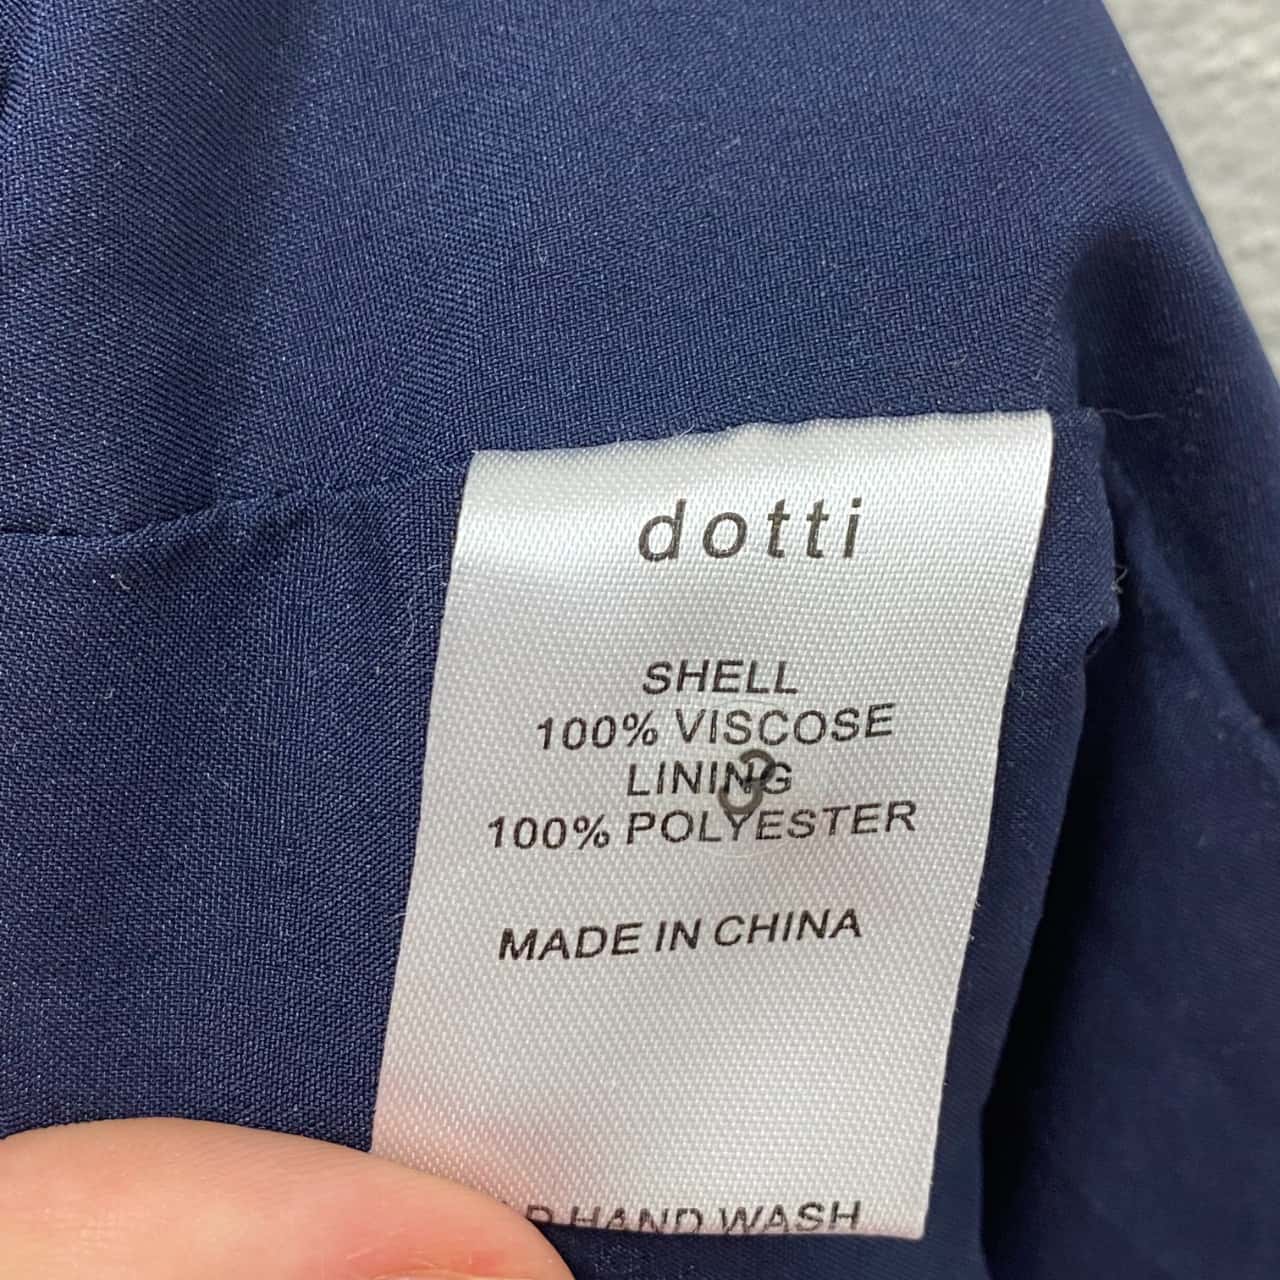 dotti
SHELL
100% VISCOSE
LINING
100% POLYESTER
MADE IN CHINA
HAND WASH